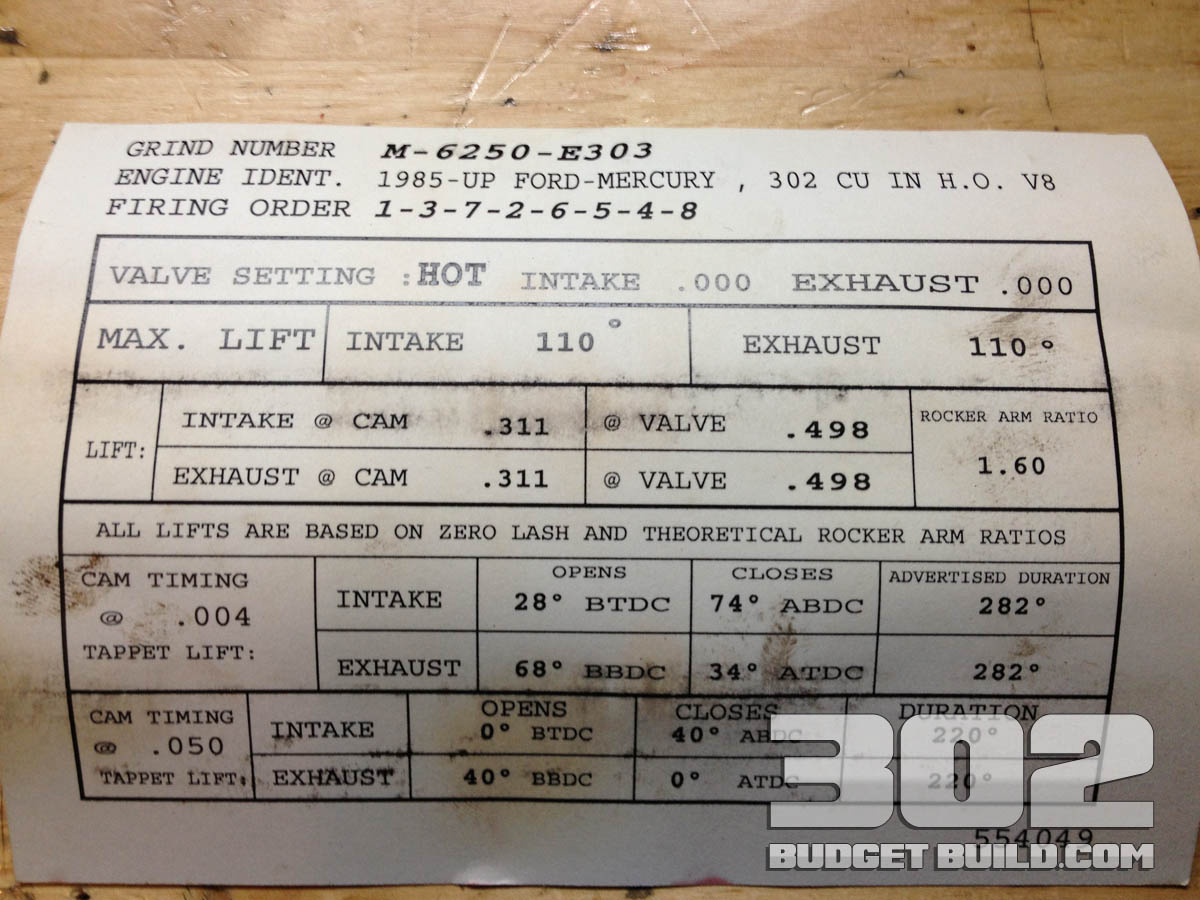 GRIND NUMBER M-6250-E303
ENGINE IDENT. 1985-UP FORD-MERCURY , 302 CU IN H.O. V8
FIRING ORDER 1-3-7-2-6-5-4-8
VALVE SETTING :HOT INTAKE .000 EXHAUST .000
MAX. LIFT INTAKE 110° EXHAUST 110°
INTAKE @ CAM .311 @ VALVE .498 ROCKER ARM RATIO
LIFT: 1.60
EXHAUST @ CAM .311 @ VALVE .498
ALL LIFTS ARE BASED ON ZERO LASH AND THEORETICAL ROCKER ARM RATIOS
CAM TIMING OPENS CLOSES ADVERTISED DURATION
@ .004 INTAKE 28° BTDC 74° ABDC 282°
TAPPET LIFT: EXHAUST 68° BBDC 34° ATDC 282°
CAM TIMING OPENS CLOSES DURATION
@ .050 INTAKE 0° BTDC 40° ABDC 220°
TAPPET LIFT: EXHAUST 40° BBDC 0° ATDC 220°
554049
302
BUDGET BUILD.COM